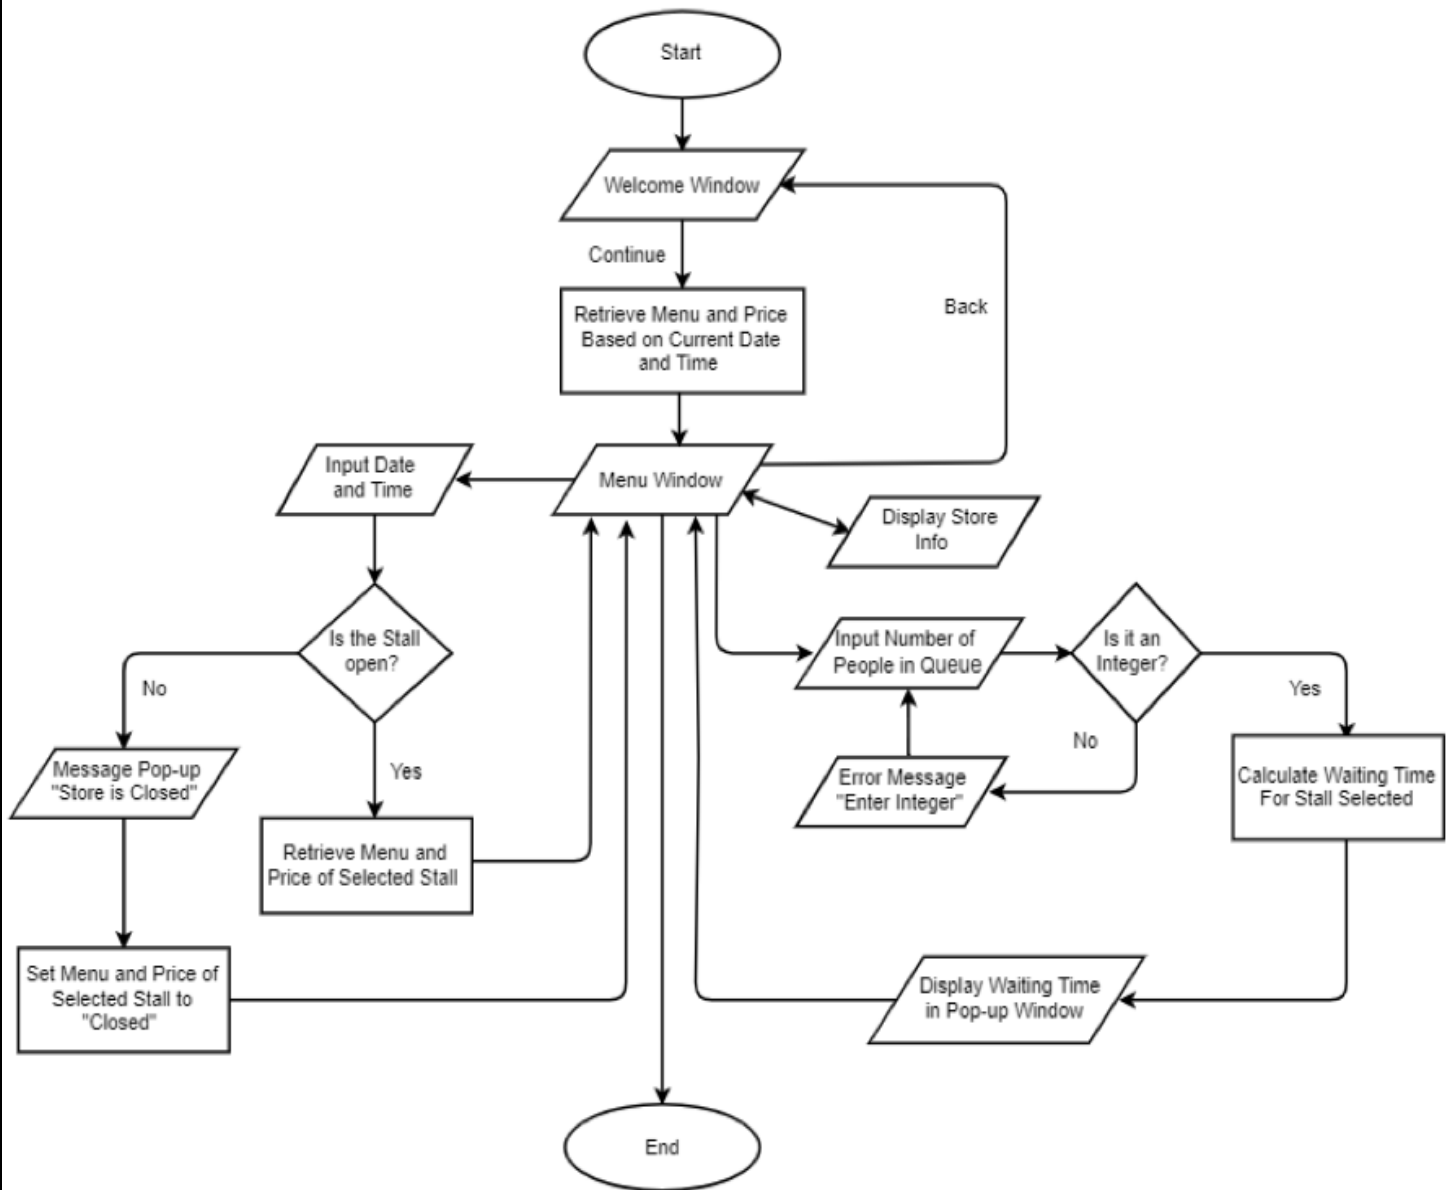 Start
Welcome Window
Continue
Retrieve Menu and Price
Based on Current Date
and Time
Back
Input Date
and Time
Menu Window
Display Store
Info
Is the Stall
open?
Input Number of
People in Queue
Is it an
Integer?
No
Yes
No
Yes
Message Pop-up
"Store is Closed"
Error Message
"Enter Integer"
Calculate Waiting Time
For Stall Selected
Retrieve Menu and
Price of Selected Stall
Set Menu and Price of
Selected Stall to
"Closed"
Display Waiting Time
in Pop-up Window
End